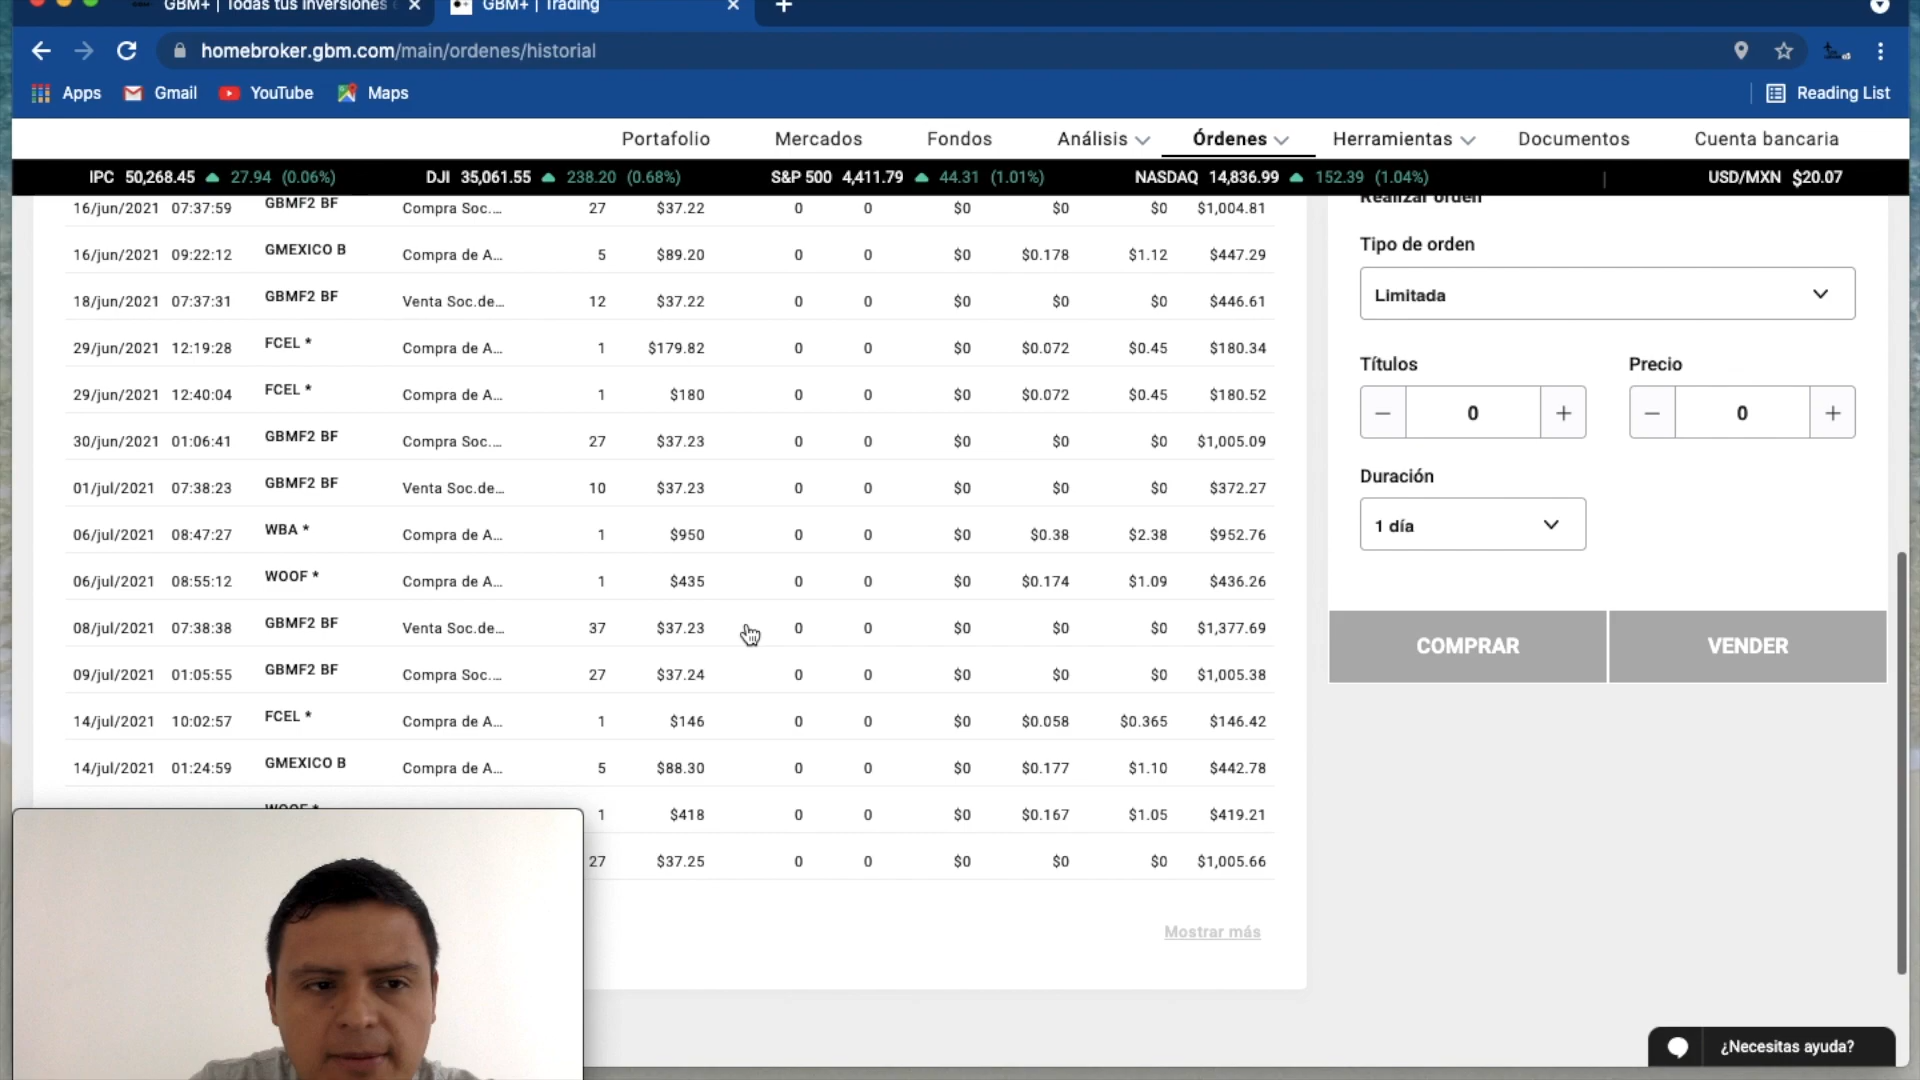 GBM+ | Todas tus inversiones
GBM+ | Trading
homebroker.gbm.com/main/ordenes/historial
Apps Gmail YouTube Maps Reading List
Portafolio Mercados Fondos Análisis Órdenes Herramientas Documentos Cuenta bancaria
IPC 50,268.45 27.94 (0.06%) DJI 35,061.55 238.20 (0.68%) S&P 500 4,411.79 44.31 (1.01%) NASDAQ 14,836.99 152.39 (1.04%) USD/MXN $20.07
16/jun/2021 07:37:59 GBMF2 BF Compra Soc.... 27 $37.22 0 0 $0 $0 $0 $1,004.81
16/jun/2021 09:22:12 GMEXICO B Compra de A... 5 $89.20 0 0 $0 $0.178 $1.12 $447.29
18/jun/2021 07:37:31 GBMF2 BF Venta Soc.de... 12 $37.22 0 0 $0 $0 $0 $446.61
29/jun/2021 12:19:28 FCEL * Compra de A... 1 $179.82 0 0 $0 $0.072 $0.45 $180.34
29/jun/2021 12:40:04 FCEL * Compra de A... 1 $180 0 0 $0 $0.072 $0.45 $180.52
30/jun/2021 01:06:41 GBMF2 BF Compra Soc.... 27 $37.23 0 0 $0 $0 $0 $1,005.09
01/jul/2021 07:38:23 GBMF2 BF Venta Soc.de... 10 $37.23 0 0 $0 $0 $0 $372.27
06/jul/2021 08:47:27 WBA * Compra de A... 1 $950 0 0 $0 $0.38 $2.38 $952.76
06/jul/2021 08:55:12 WOOF * Compra de A... 1 $435 0 0 $0 $0.174 $1.09 $436.26
08/jul/2021 07:38:38 GBMF2 BF Venta Soc.de... 37 $37.23 0 0 $0 $0 $0 $1,377.69
09/jul/2021 01:05:55 GBMF2 BF Compra Soc.... 27 $37.24 0 0 $0 $0 $0 $1,005.38
14/jul/2021 10:02:57 FCEL * Compra de A... 1 $146 0 0 $0 $0.058 $0.365 $146.42
14/jul/2021 01:24:59 GMEXICO B Compra de A... 5 $88.30 0 0 $0 $0.177 $1.10 $442.78
WOOF * 1 $418 0 0 $0 $0.167 $1.05 $419.21
27 $37.25 0 0 $0 $0 $0 $1,005.66
Mostrar más
Realizar orden
Tipo de orden
Limitada
Títulos Precio
0 0
Duración
1 día
COMPRAR VENDER
¿Necesitas ayuda?